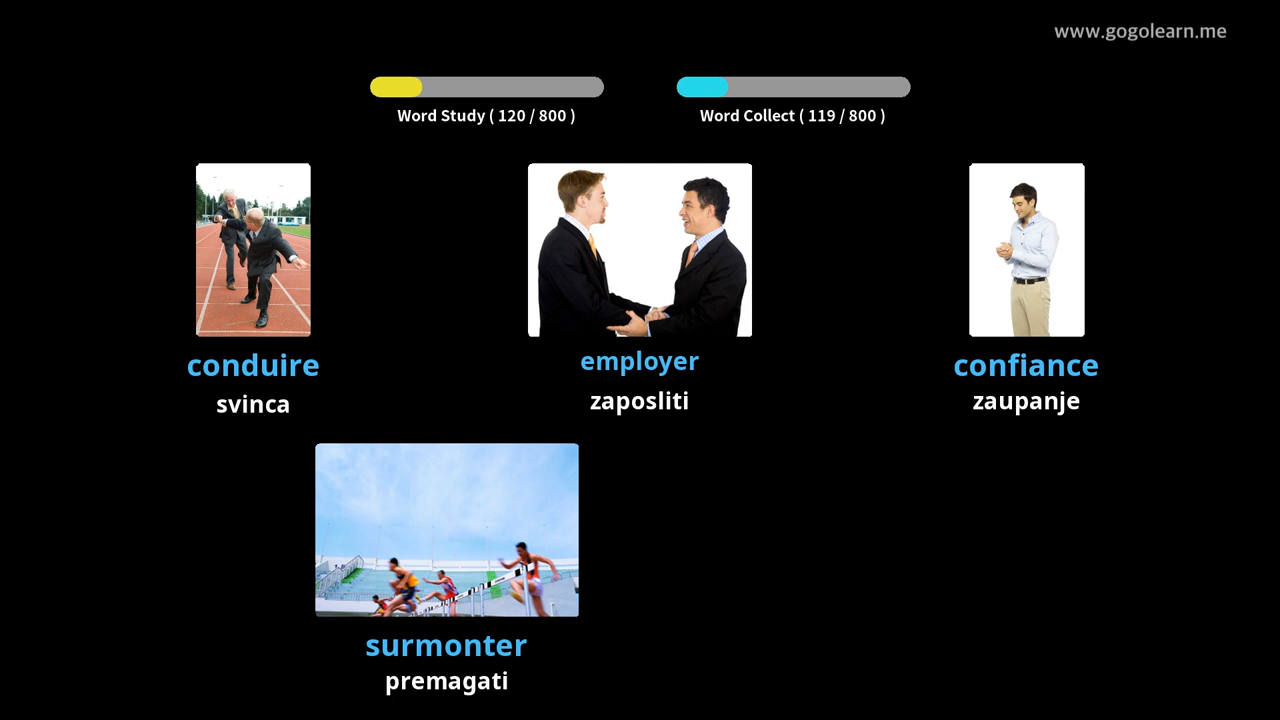 www.gogolearn.me
Word Study ( 120 / 800 )
Word Collect ( 119 / 800 )
conduire
svinca
employer
zaposliti
confiance
zaupanje
surmonter
premagati